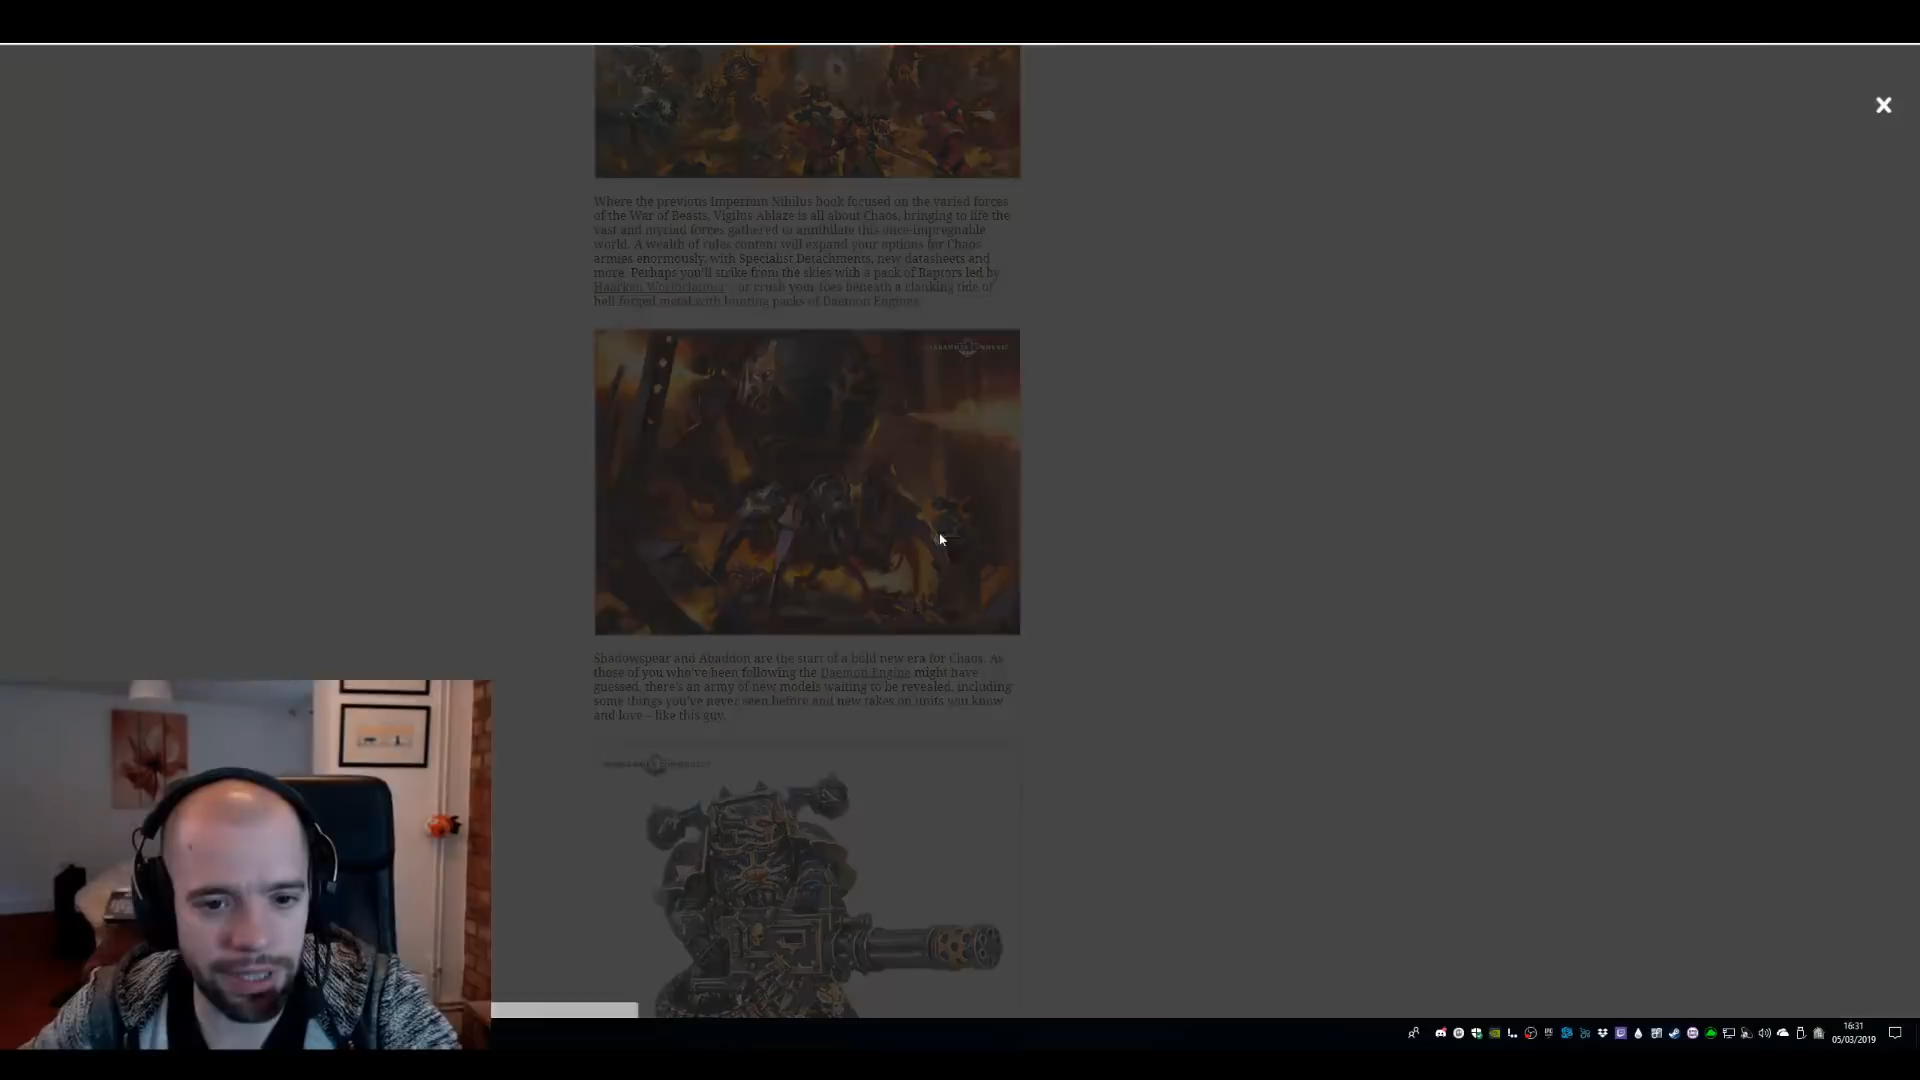 Where the previous Imperium Nihilus book focused on the varied forces
of the War of Beasts, Vigilus Ablaze is all about Chaos, bringing to life the
vast and myriad forces gathered to annihilate this once-impregnable
world. A wealth of rules content will expand your options for Chaos
armies enormously, with Specialist Detachments, new datasheets and
more. Perhaps you'll strike from the skies with a pack of Raptors led by
Haarken Worldclaimer – or crush your foes beneath a clanking tide of
hell forged metal with hunting packs of Daemon Engines.
Shadowspear and Abaddon are the start of a bold new era for Chaos. As
those of you who've been following the Daemon Engine might have
guessed, there's an army of new models waiting to be revealed, including
some things you've never seen before and new takes on units you know
and love – like this guy.
16:31
05/03/2019